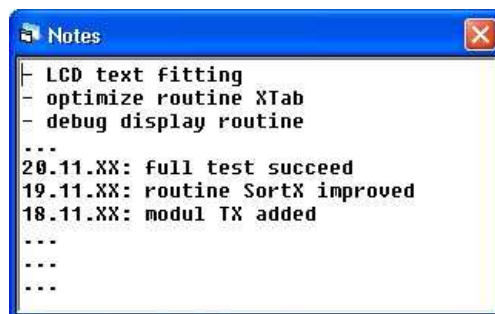 Notes
- LCD text fitting
- optimize routine XTab
- debug display routine
...
20.11.XX: full test succeed
19.11.XX: routine SortX improved
18.11.XX: modul TX added
...
...
...